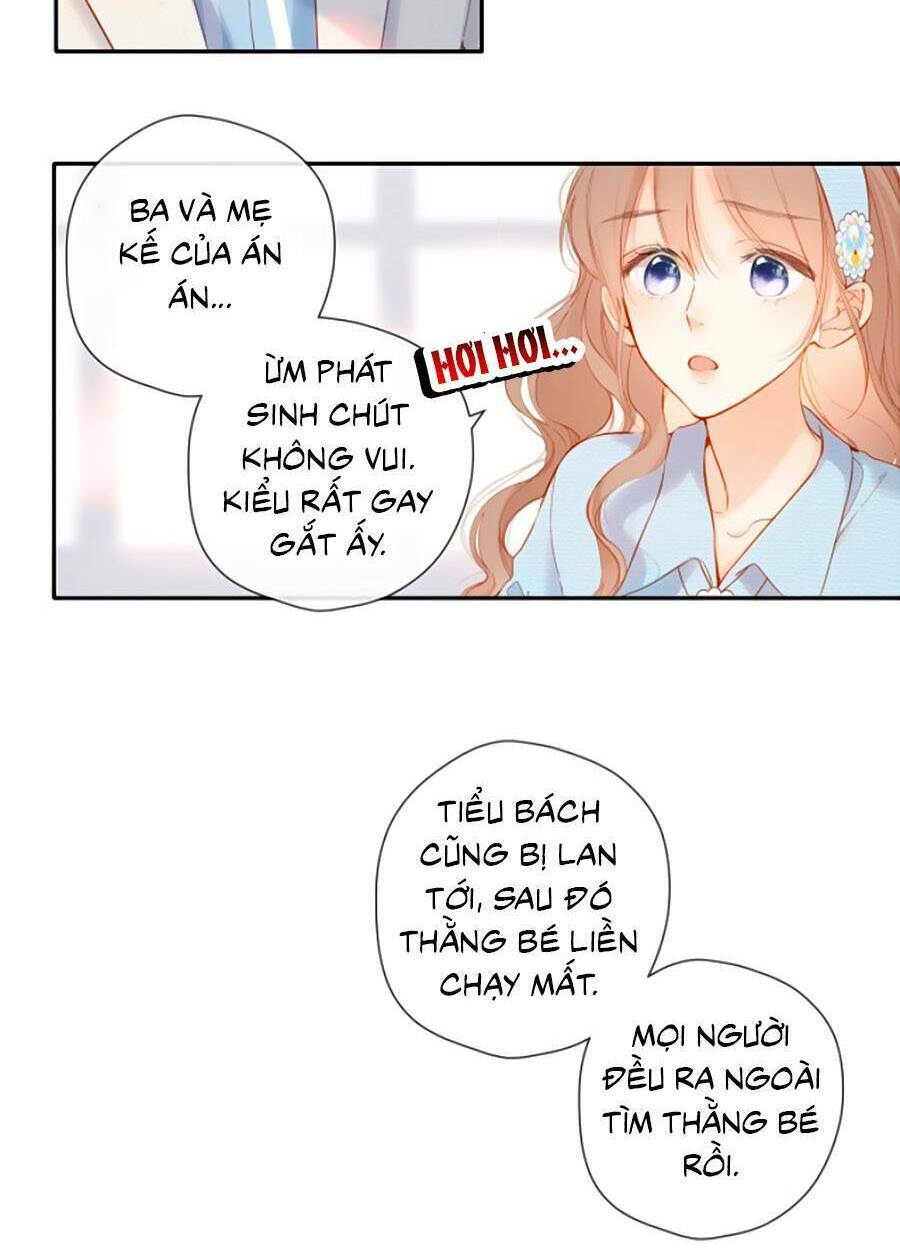 BA VÀ MẸ
KẾ CỦA ÁN
ÁN...
ỪM PHÁT
SINH CHÚT
KHÔNG VUI.
KIỂU RẤT GAY
GẮT ẤY.
HƠI HƠI...
TIỂU BÁCH
CŨNG BỊ LAN
TỚI, SAU ĐÓ
THẰNG BÉ LIỀN
CHẠY MẤT.
MỌI NGƯỜI
ĐỀU RA NGOÀI
TÌM THẰNG BÉ
RỒI.